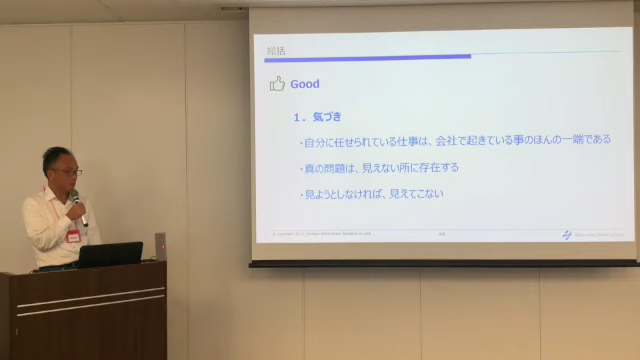 総括
Good
1．気づき
・自分に任せられている仕事は、会社で起きている事のほんの一端である
・真の問題は、見えない所に存在する
・見ようとしなければ、見えてこない